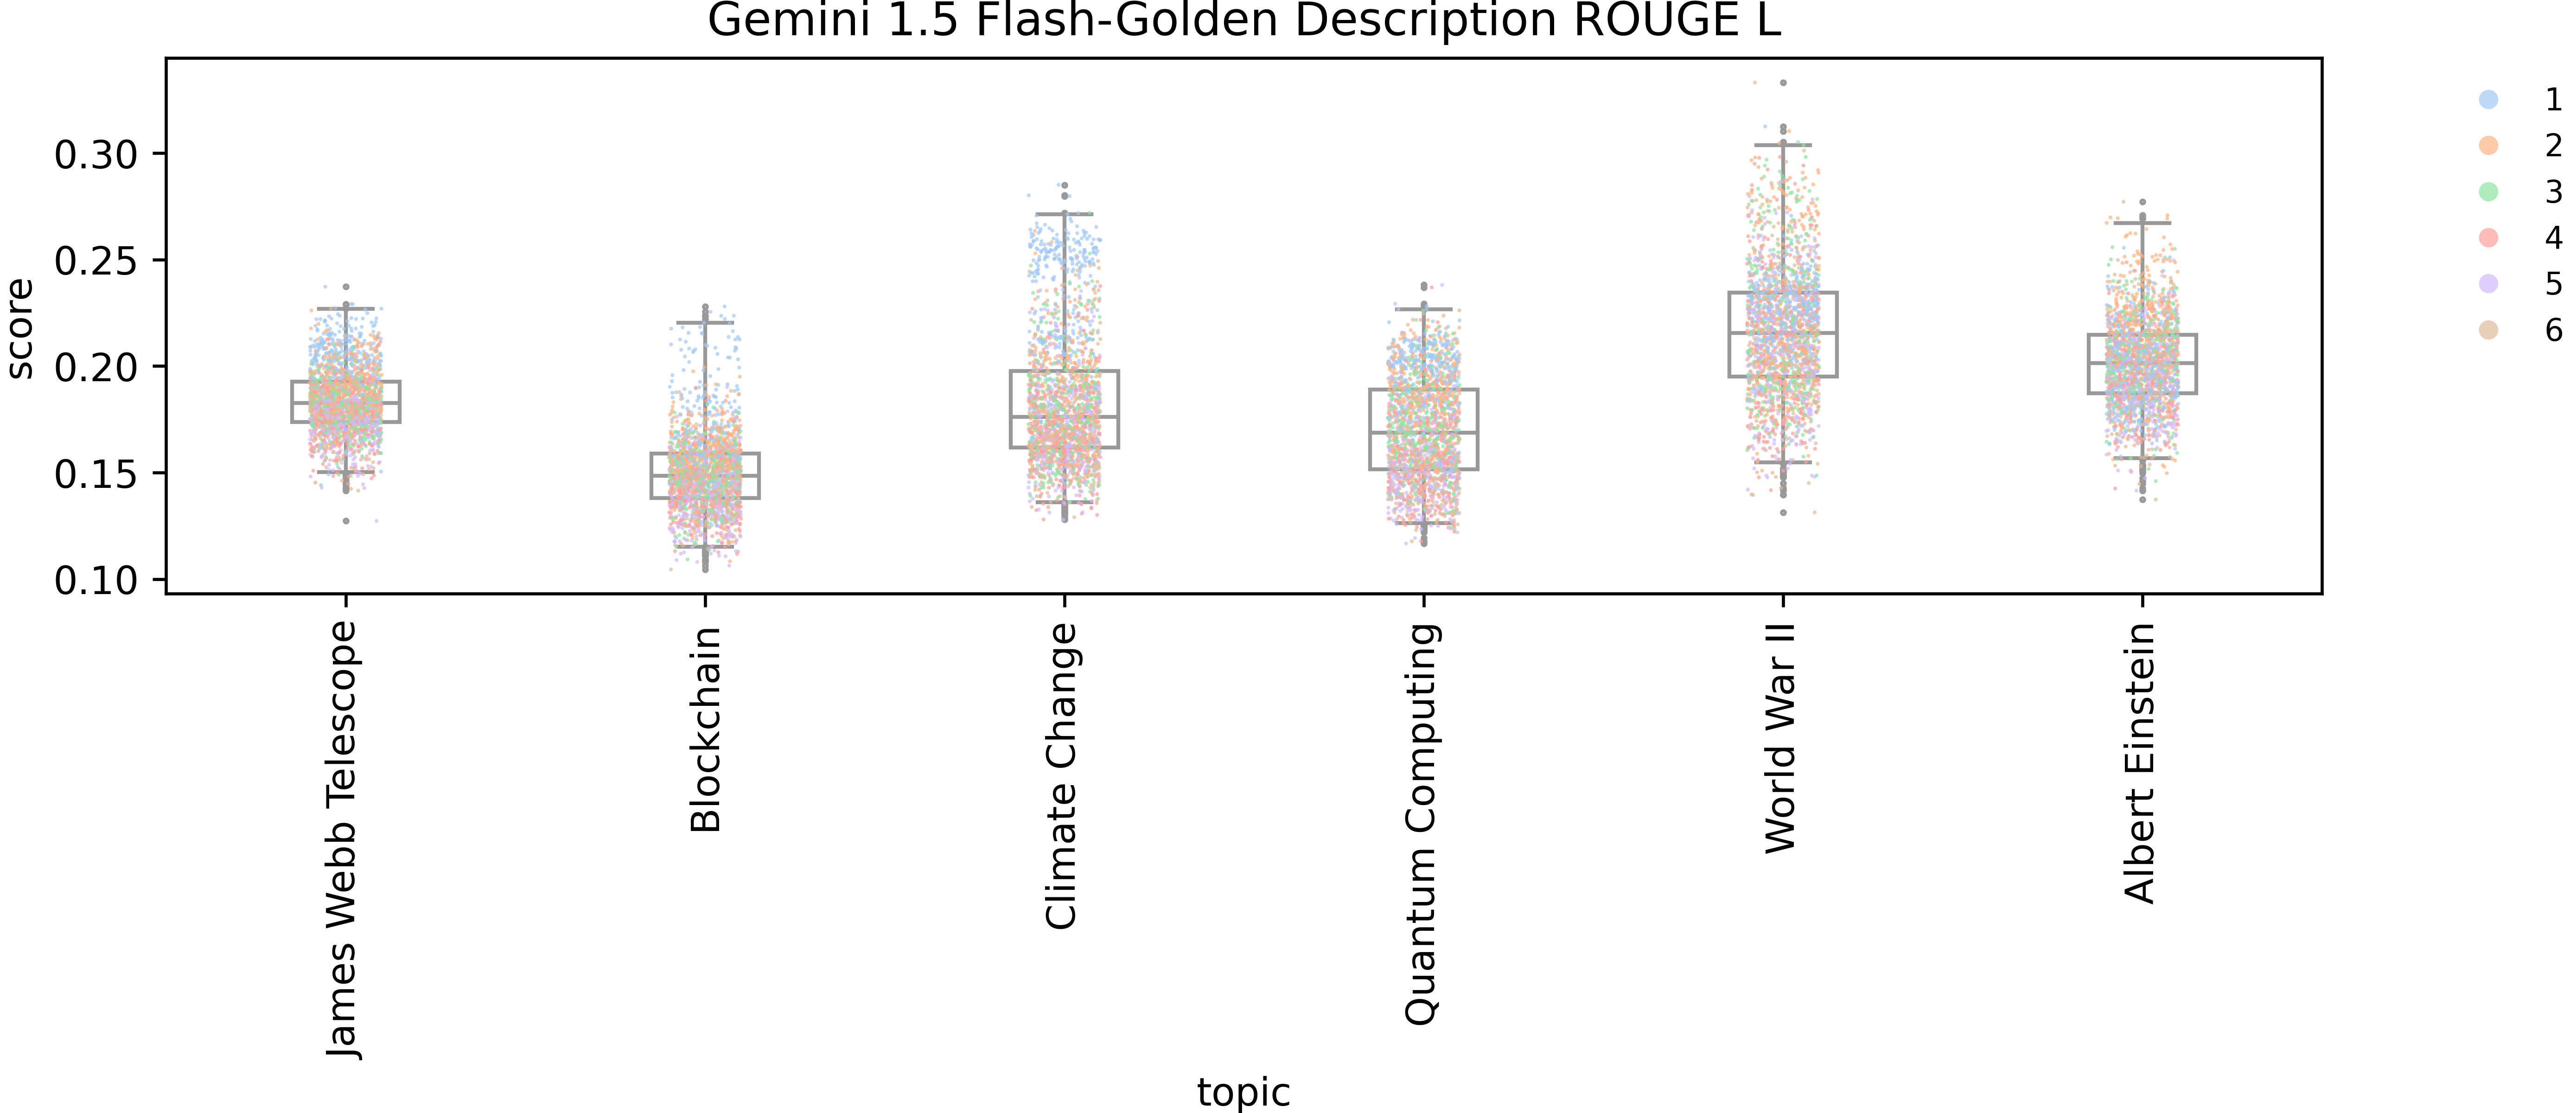 Gemini 1.5 Flash-Golden Description ROUGE L
score
0.30
0.25
0.20
0.15
0.10
James Webb Telescope
Blockchain
Climate Change
Quantum Computing
World War II
Albert Einstein
topic
1
2
3
4
5
6